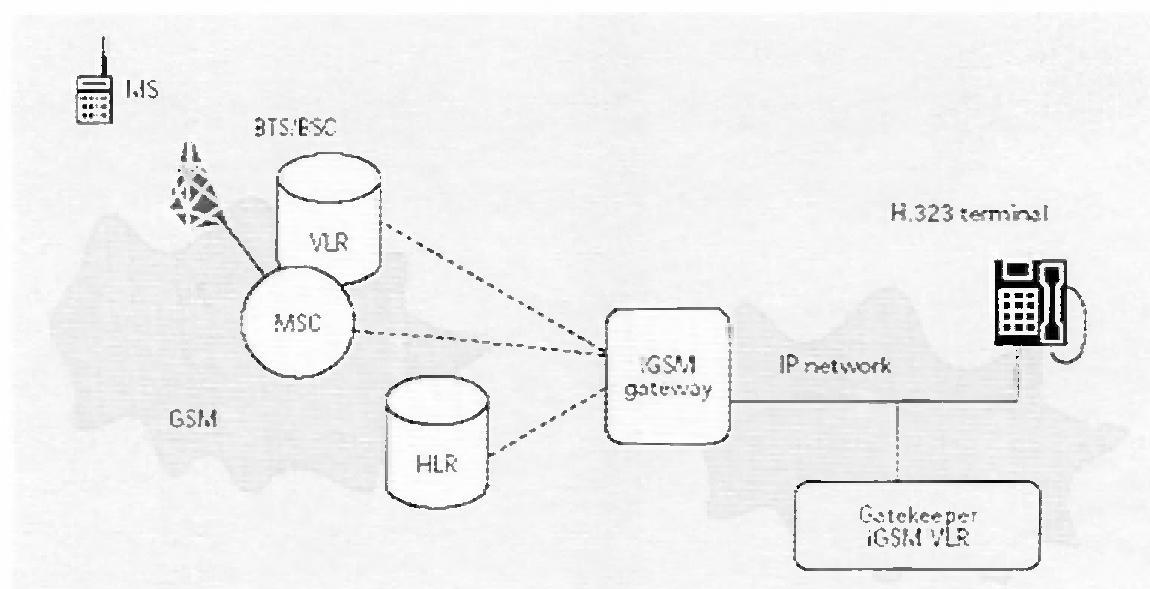 MS
BTS/BSC
H.323 terminal
VLR
MSC
iGSM
gateway
IP network
GSM
HLR
Gatekeeper
iGSM VLR